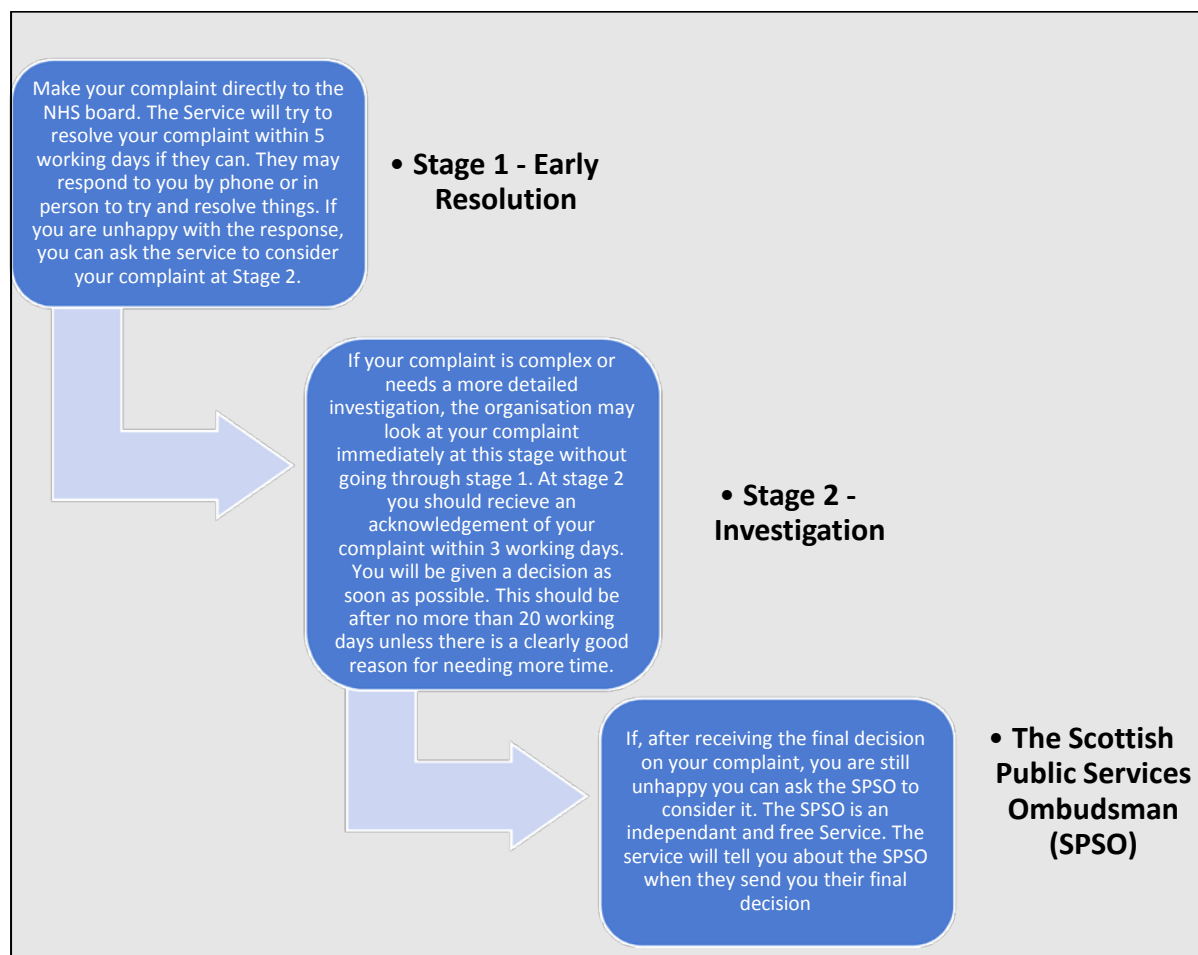 Make your complaint directly to the
NHS board. The Service will try to
resolve your complaint within 5
working days if they can. They may
respond to you by phone or in
person to try and resolve things. If
you are unhappy with the response,
you can ask the service to consider
your complaint at Stage 2.
• Stage 1 - Early
Resolution
If your complaint is complex or
needs a more detailed
investigation, the organisation may
look at your complaint
immediately at this stage without
going through stage 1. At stage 2
you should recieve an
acknowledgement of your
complaint within 3 working days.
You will be given a decision as
soon as possible. This should be
after no more than 20 working
days unless there is a clearly good
reason for needing more time.
• Stage 2 -
Investigation
If, after receiving the final decision
on your complaint, you are still
unhappy you can ask the SPSO to
consider it. The SPSO is an
independant and free Service. The
service will tell you about the SPSO
when they send you their final
decision
• The Scottish
Public Services
Ombudsman
(SPSO)